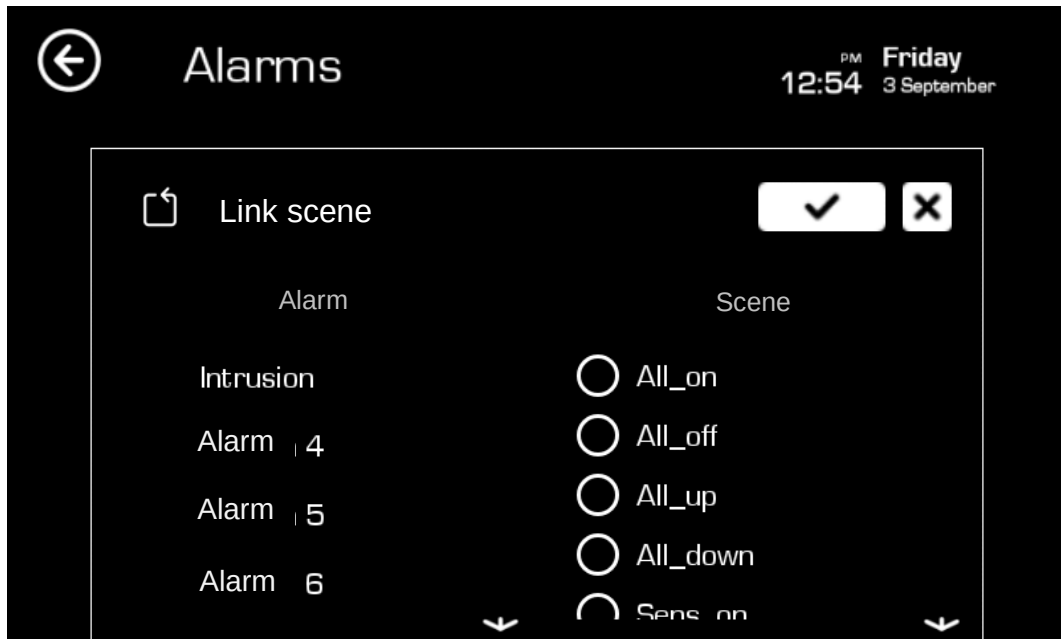 Alarms
PM
12:54
Friday
3 September
Link scene
Alarm
Scene
Intrusion
All_on
Alarm 4
All_off
Alarm 5
All_up
Alarm 6
All_down
Sens_on